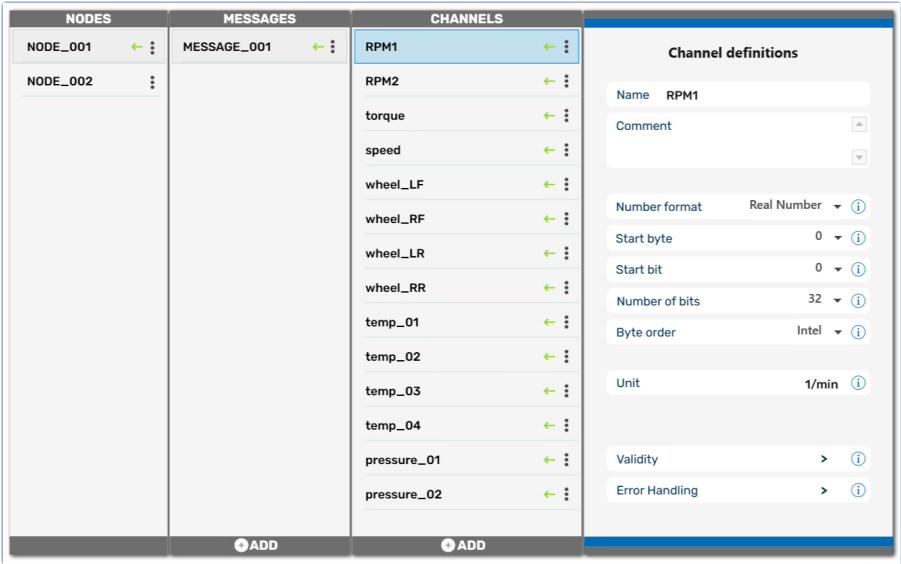 NODES
NODE_001
NODE_002
MESSAGES
MESSAGE_001
ADD
CHANNELS
RPM1
RPM2
torque
speed
wheel_LF
wheel_RF
wheel_LR
wheel_RR
temp_01
temp_02
temp_03
temp_04
pressure_01
pressure_02
ADD
Channel definitions
Name RPM1
Comment
Number format Real Number
Start byte 0
Start bit 0
Number of bits 32
Byte order Intel
Unit 1/min
Validity >
Error Handling >